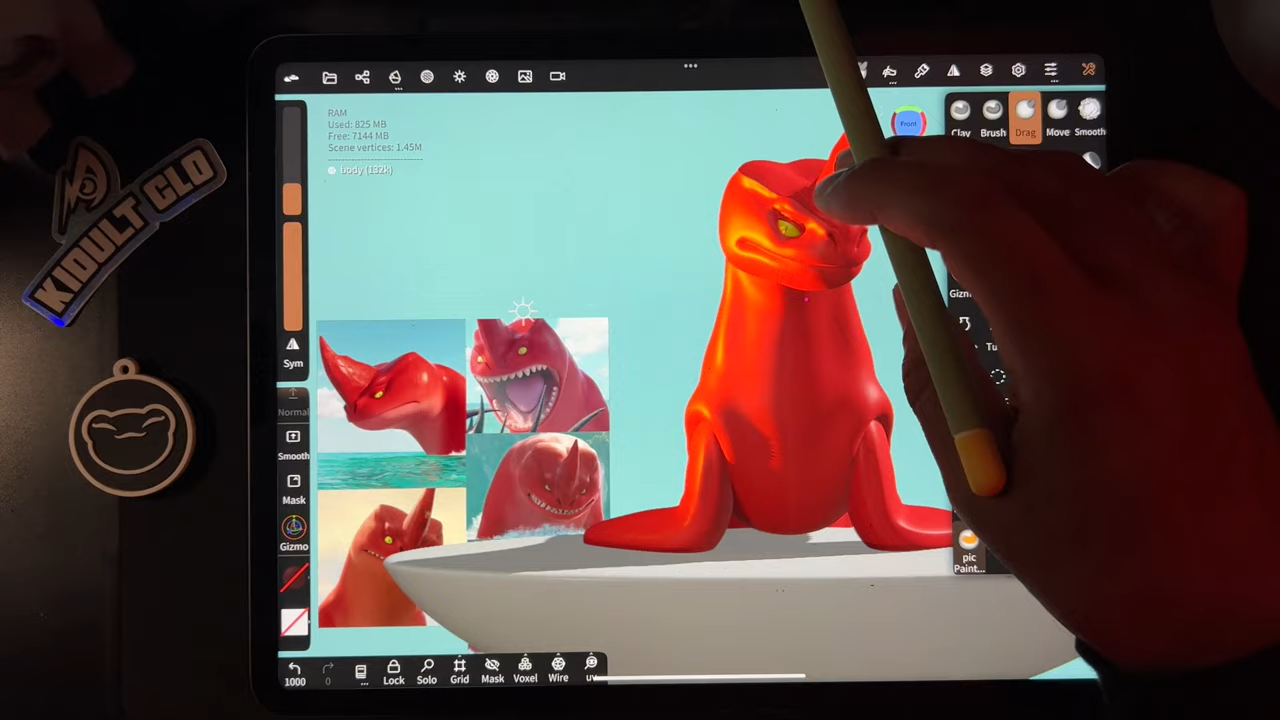 KIDULT CLO
RAM
Used: 825 MB
Free: 7144 MB
Scene vertices: 1.45M
body (132k)
Front
Clay Brush Drag Move Smooth
Sym
Normal
Smooth
Mask
Gizmo
pic
Paint...
1000 0 Lock Solo Grid Mask Voxel Wire